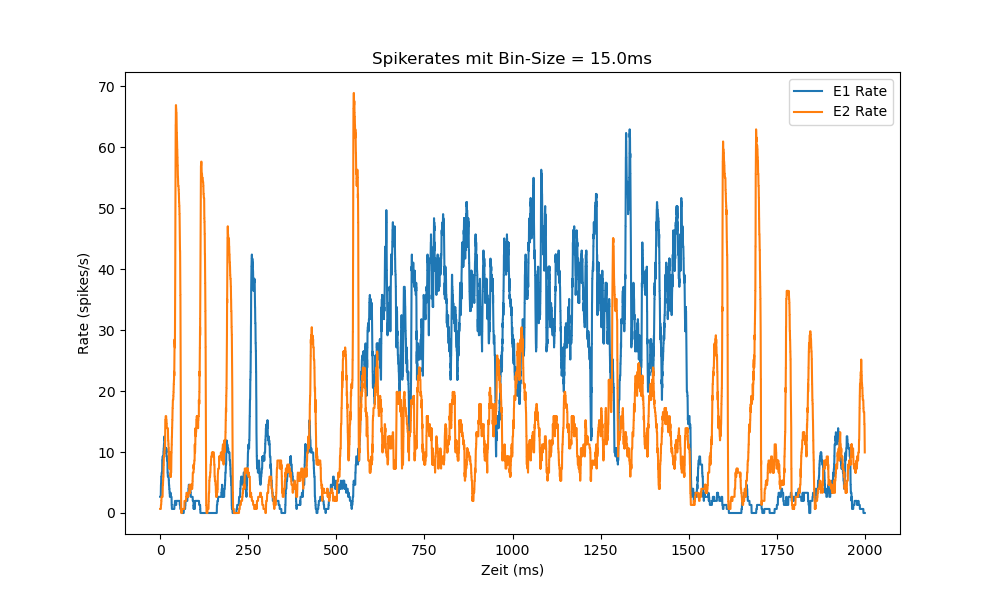 Spikerates mit Bin-Size = 15.0ms
E1 Rate
E2 Rate
Rate (spikes/s)
70
60
50
40
30
20
10
0
0 250 500 750 1000 1250 1500 1750 2000
Zeit (ms)